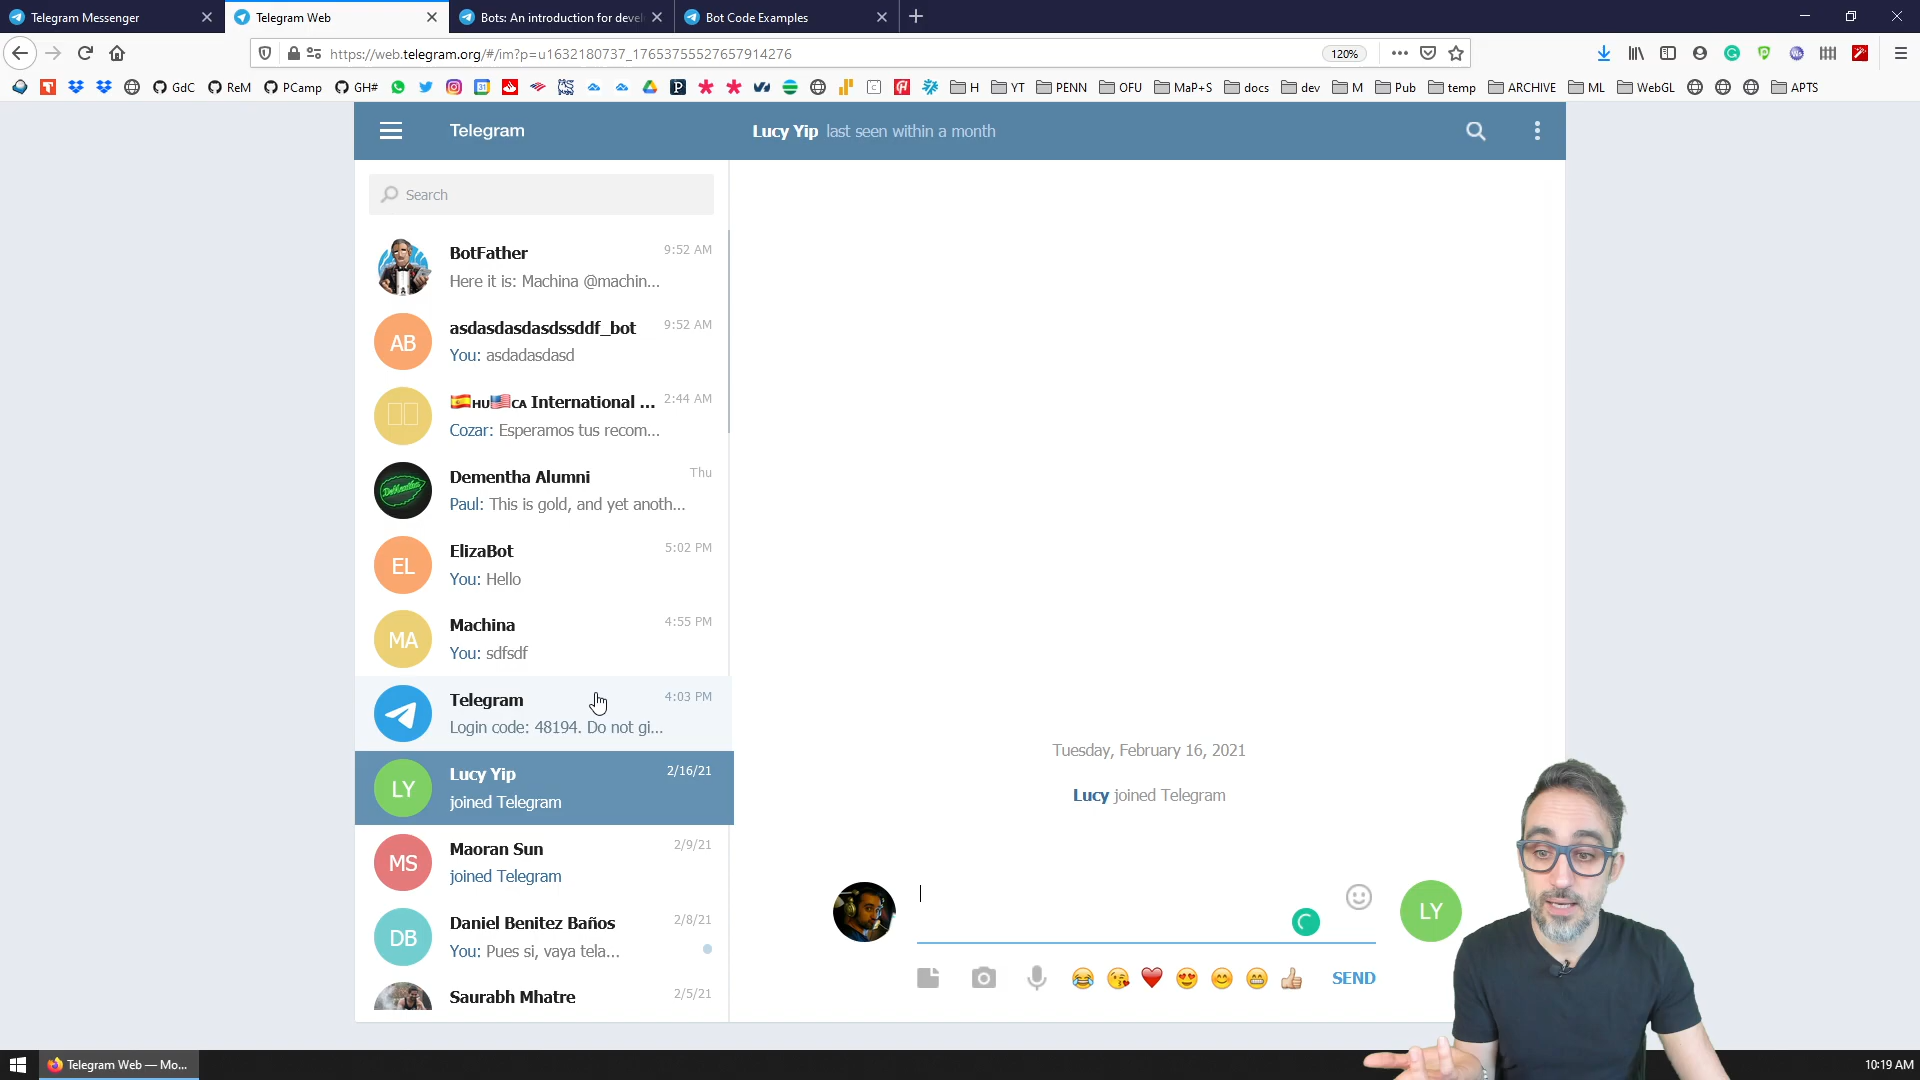 Telegram Messenger
Telegram Web
Bots: An introduction for devel
Bot Code Examples
https://web.telegram.org/#/im?p=u1632180737_17653755527657914276
120%
GdC
ReM
PCamp
GH#
H
YT
PENN
OFU
MaP+S
docs
dev
M
Pub
temp
ARCHIVE
ML
WebGL
APTS
Telegram
Lucy Yip last seen within a month
Search
BotFather 9:52 AM
Here it is: Machina @machin...
AB
asdasdasdasdssddf_bot 9:52 AM
You: asdadasdasd
🇪🇸HU🇺🇸CA International ... 2:44 AM
Cozar: Esperamos tus recom...
Dementha Alumni Thu
Paul: This is gold, and yet anoth...
EL
ElizaBot 5:02 PM
You: Hello
MA
Machina 4:55 PM
You: sdfsdf
Telegram 4:03 PM
Login code: 48194. Do not gi...
LY
Lucy Yip 2/16/21
joined Telegram
MS
Maoran Sun 2/9/21
joined Telegram
DB
Daniel Benitez Baños 2/8/21
You: Pues si, vaya tela...
Saurabh Mhatre 2/5/21
Tuesday, February 16, 2021
Lucy joined Telegram
LY
SEND
Telegram Web — Mo...
10:19 AM